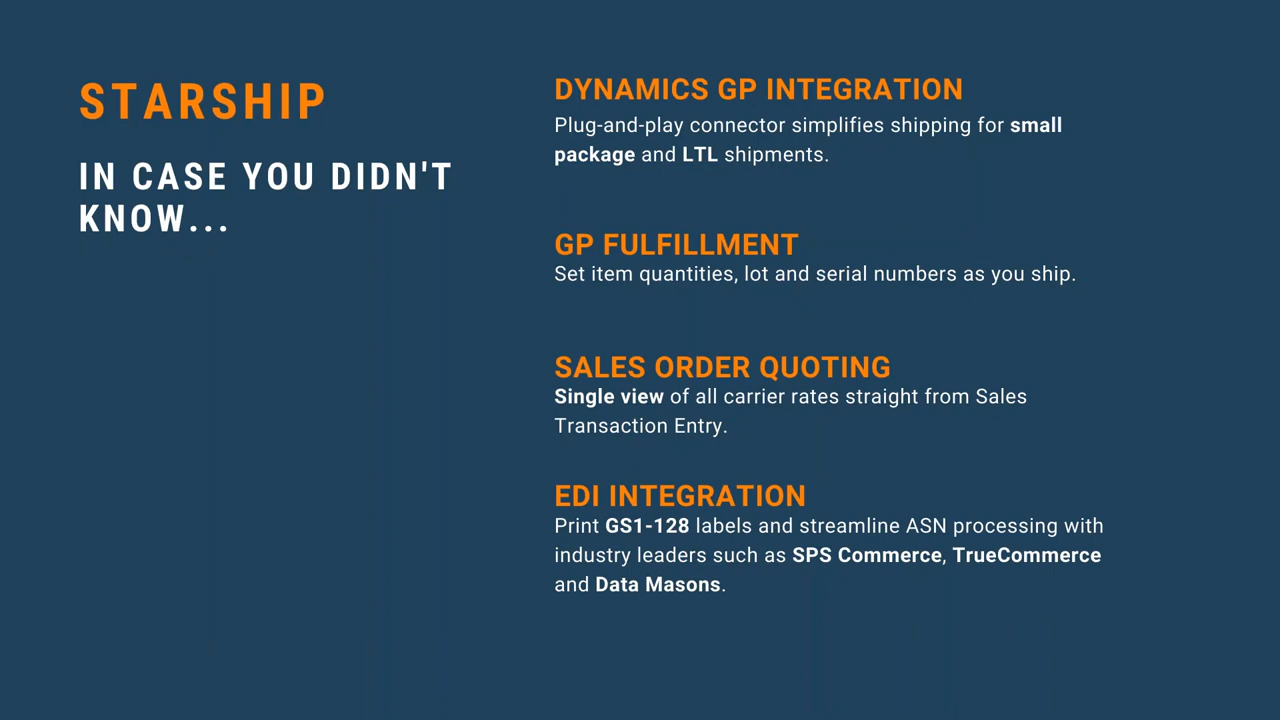 STARSHIP
IN CASE YOU DIDN'T
KNOW...
DYNAMICS GP INTEGRATION
Plug-and-play connector simplifies shipping for small
package and LTL shipments.
GP FULFILLMENT
Set item quantities, lot and serial numbers as you ship.
SALES ORDER QUOTING
Single view of all carrier rates straight from Sales
Transaction Entry.
EDI INTEGRATION
Print GS1-128 labels and streamline ASN processing with
industry leaders such as SPS Commerce, TrueCommerce
and Data Masons.